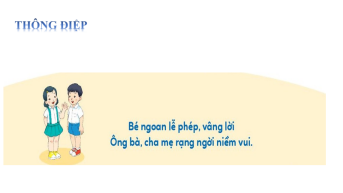 THÔNG ĐIỆP
Bé ngoan lễ phép, vâng lời
Ông bà, cha mẹ rạng ngời niềm vui.